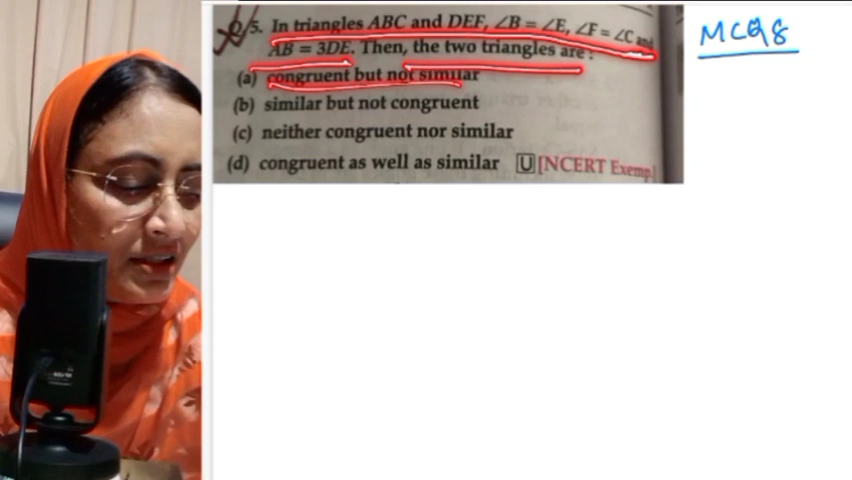 Q.5. In triangles ABC and DEF, ∠B = ∠E, ∠F = ∠C and
AB = 3DE. Then, the two triangles are :
(a) congruent but not similar
(b) similar but not congruent
(c) neither congruent nor similar
(d) congruent as well as similar U [NCERT Exemp.
MCQs